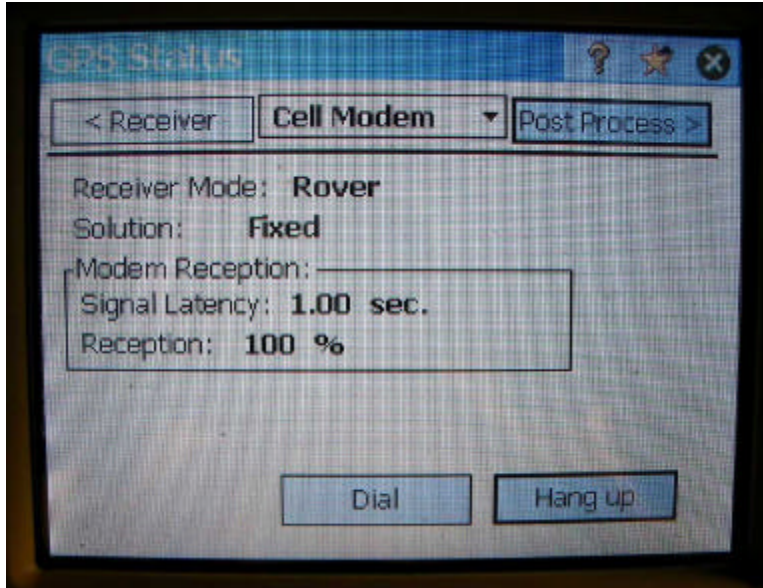 GPS Status
< Receiver Cell Modem Post Process >
Receiver Mode: Rover
Solution: Fixed
Modem Reception:
Signal Latency: 1.00 sec.
Reception: 100 %
Dial Hang up